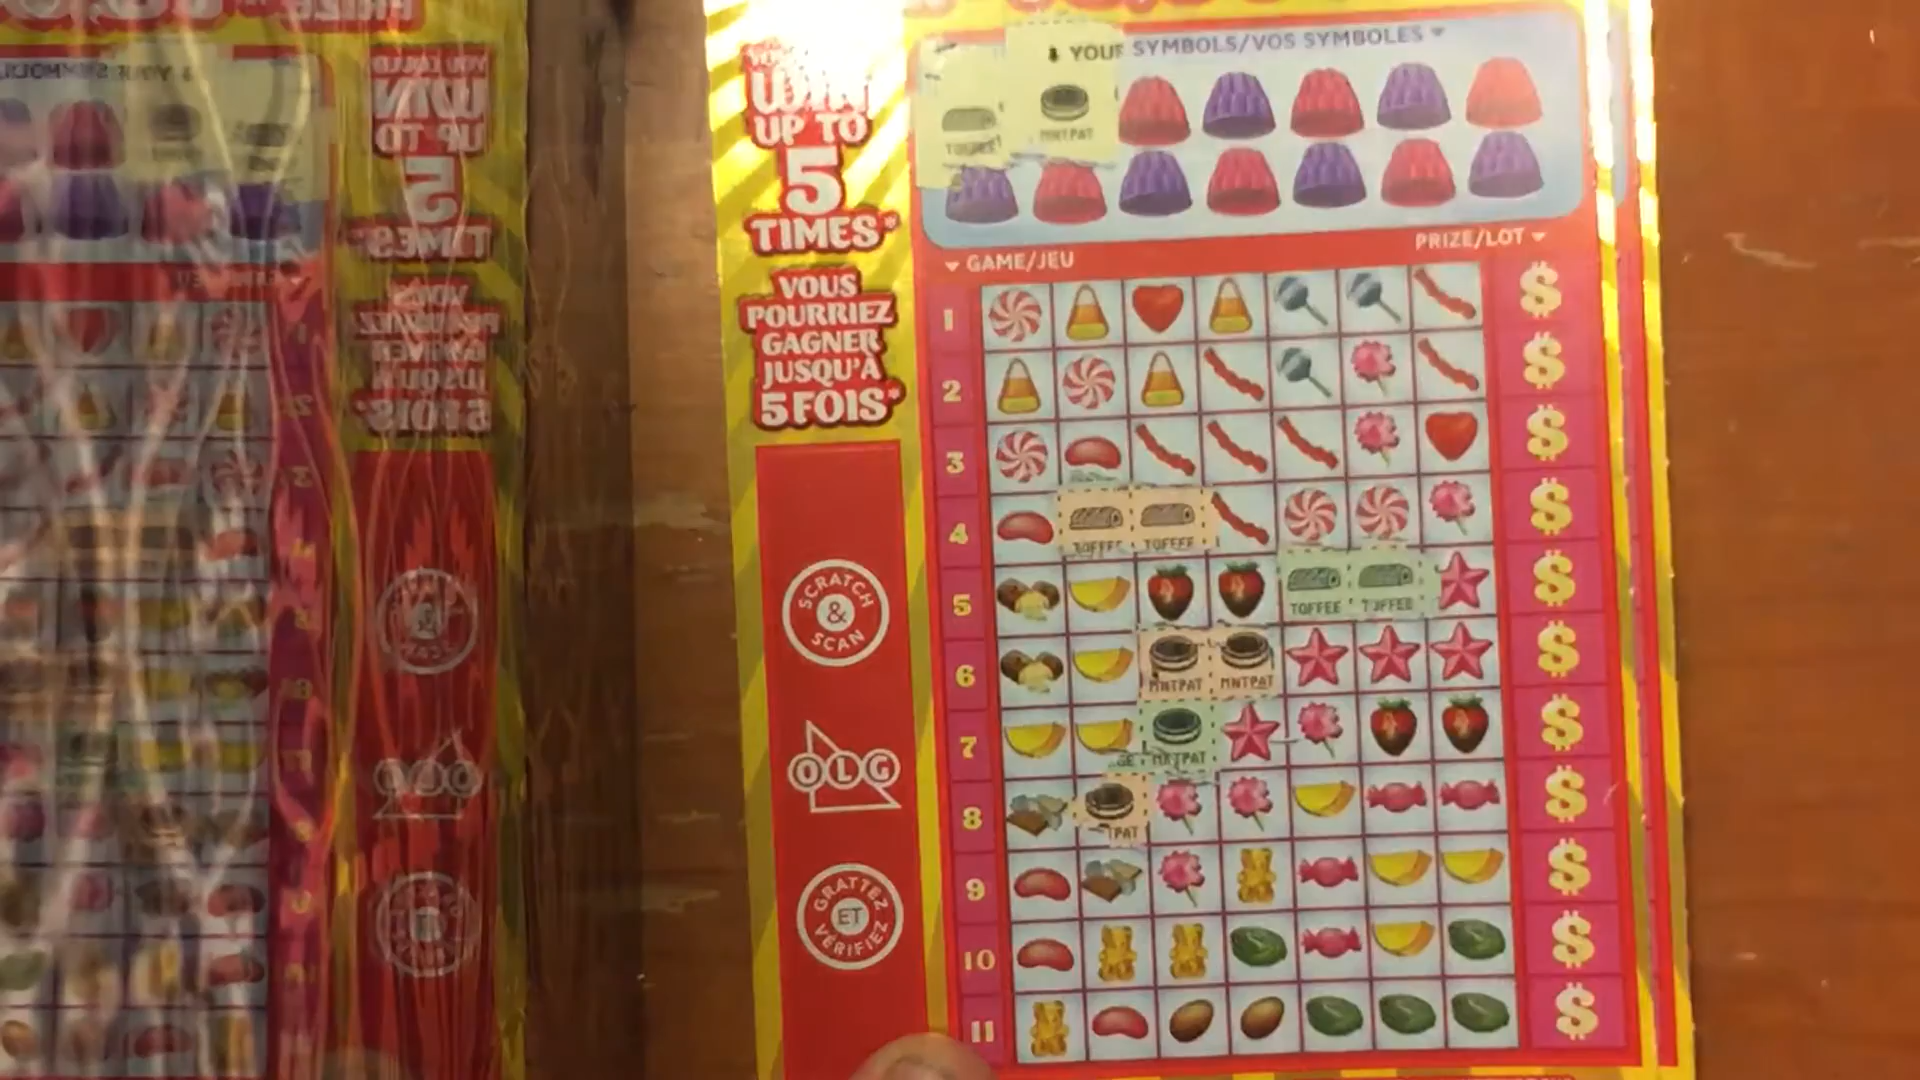 WIN
UP TO
5
TIMES*
VOUS
POURRIEZ
GAGNER
JUSQU'À
5 FOIS*
SCRATCH
&
SCAN
OLG
GRATTEZ
ET
VÉRIFIEZ
YOUR SYMBOLS/VOS SYMBOLES
TOFFEE
MNTPAT
GAME/JEU
PRIZE/LOT
1
$
2
$
3
$
4
TOFFEE TOFFEE
$
5
TOFFEE TOFFEE
$
6
MNTPAT MNTPAT
$
7
MNTPAT
$
8
$
9
$
10
$
11
$